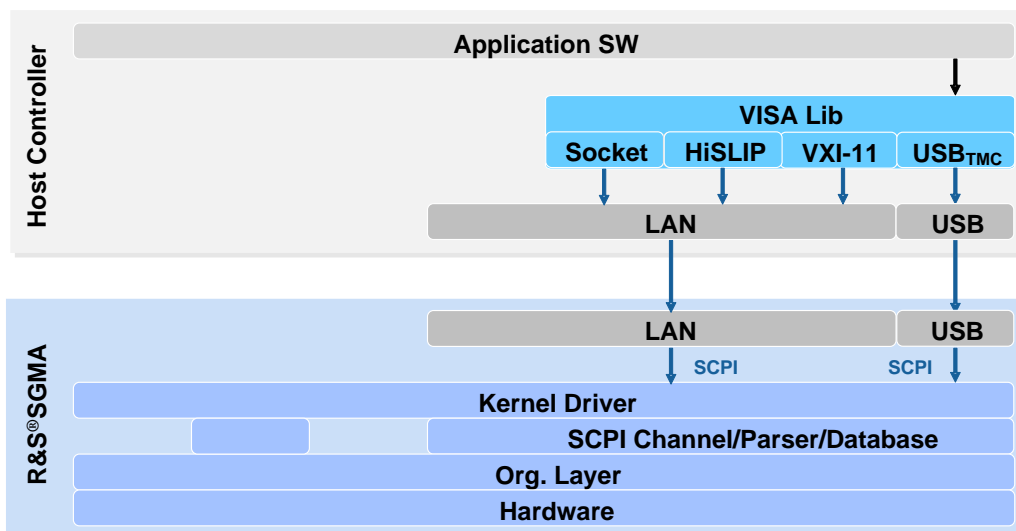 Host Controller
Application SW
VISA Lib
Socket HiSLIP VXI-11 USBTMC
LAN USB
R&S®SGMA
LAN USB
SCPI SCPI
Kernel Driver
SCPI Channel/Parser/Database
Org. Layer
Hardware